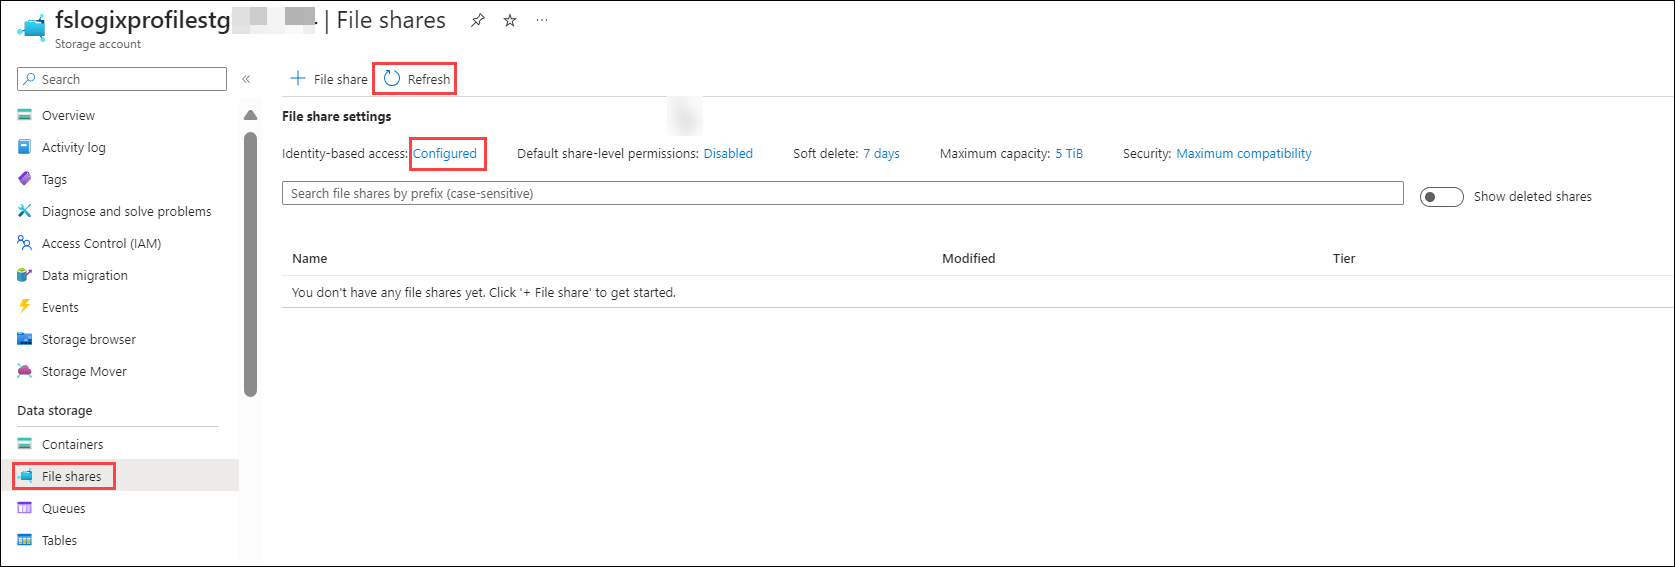 fslogixprofilestg | File shares
Storage account
Search
«
+ File share Refresh
Overview
Activity log
Tags
Diagnose and solve problems
Access Control (IAM)
Data migration
Events
Storage browser
Storage Mover
Data storage
Containers
File shares
Queues
Tables
File share settings
Identity-based access: Configured Default share-level permissions: Disabled Soft delete: 7 days Maximum capacity: 5 TiB Security: Maximum compatibility
Search file shares by prefix (case-sensitive) Show deleted shares
Name Modified Tier
You don't have any file shares yet. Click '+ File share' to get started.